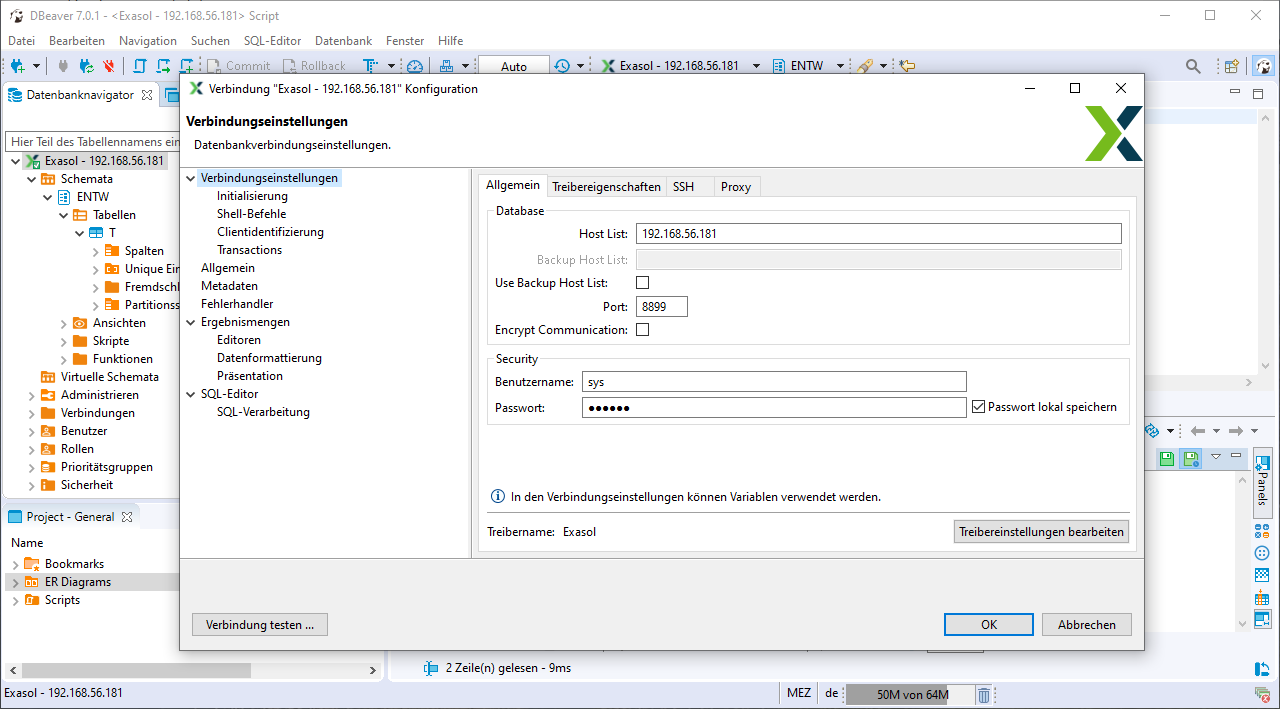 DBeaver 7.0.1 - <Exasol - 192.168.56.181> Script
Datei Bearbeiten Navigation Suchen SQL-Editor Datenbank Fenster Hilfe
Commit Rollback Auto Exasol - 192.168.56.181 ENTW
Datenbanknavigator
Hier Teil des Tabellennamens ein
Exasol - 192.168.56.181
Schemata
ENTW
Tabellen
T
Spalten
Unique Ein
Fremdschl
Partitionss
Ansichten
Skripte
Funktionen
Virtuelle Schemata
Administrieren
Verbindungen
Benutzer
Rollen
Prioritätsgruppen
Sicherheit
Project - General
Name
Bookmarks
ER Diagrams
Scripts
Verbindung "Exasol - 192.168.56.181" Konfiguration
Verbindungseinstellungen
Datenbankverbindungseinstellungen.
Verbindungseinstellungen
Initialisierung
Shell-Befehle
Clientidentifizierung
Transactions
Allgemein
Metadaten
Fehlerhandler
Ergebnismengen
Editoren
Datenformattierung
Präsentation
SQL-Editor
SQL-Verarbeitung
Allgemein Treibereigenschaften SSH Proxy
Database
Host List: 192.168.56.181
Backup Host List:
Use Backup Host List:
Port: 8899
Encrypt Communication:
Security
Benutzername: sys
Passwort: ●●●●●● Passwort lokal speichern
In den Verbindungseinstellungen können Variablen verwendet werden.
Treibername: Exasol Treibereinstellungen bearbeiten
Verbindung testen ... OK Abbrechen
Panels
2 Zeile(n) gelesen - 9ms
Exasol - 192.168.56.181 MEZ de 50M von 64M